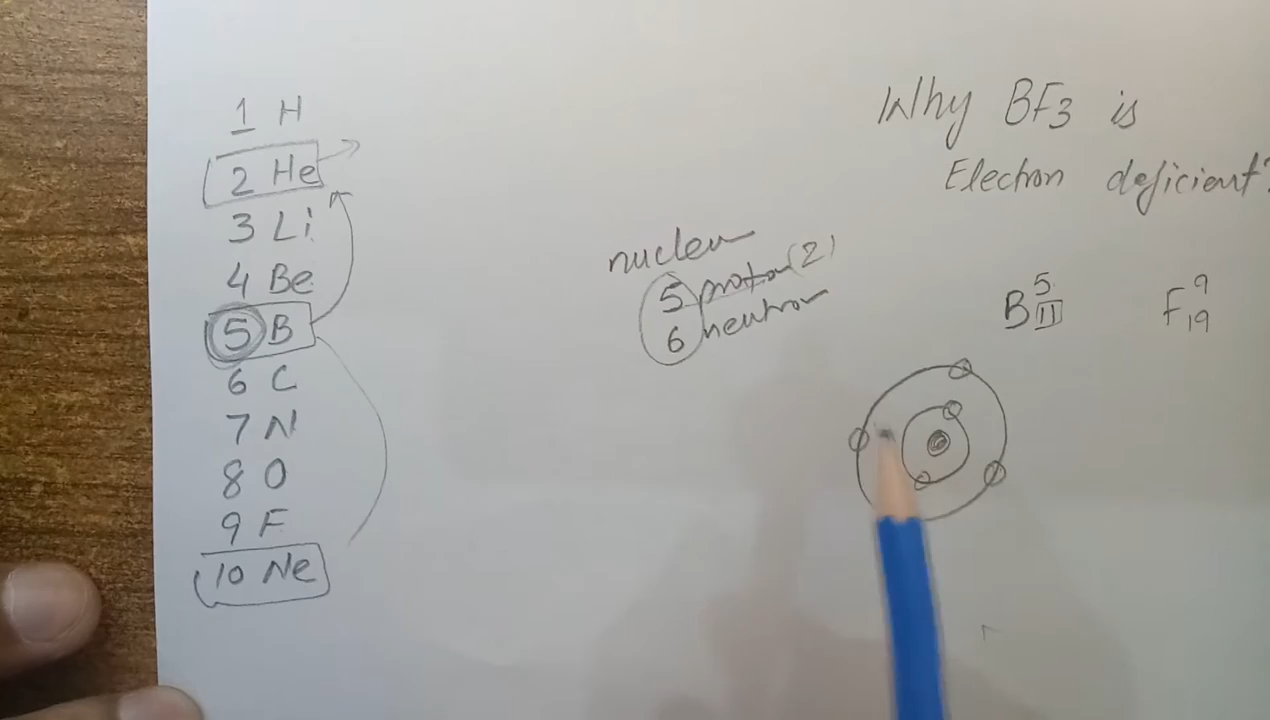 1 H
2 He
3 Li
4 Be
5 B
6 C
7 N
8 O
9 F
10 Ne
Why BF3 is
Electron deficient?
nucleu
5 proton (2)
6 neutron
B 5 11
F 9 19